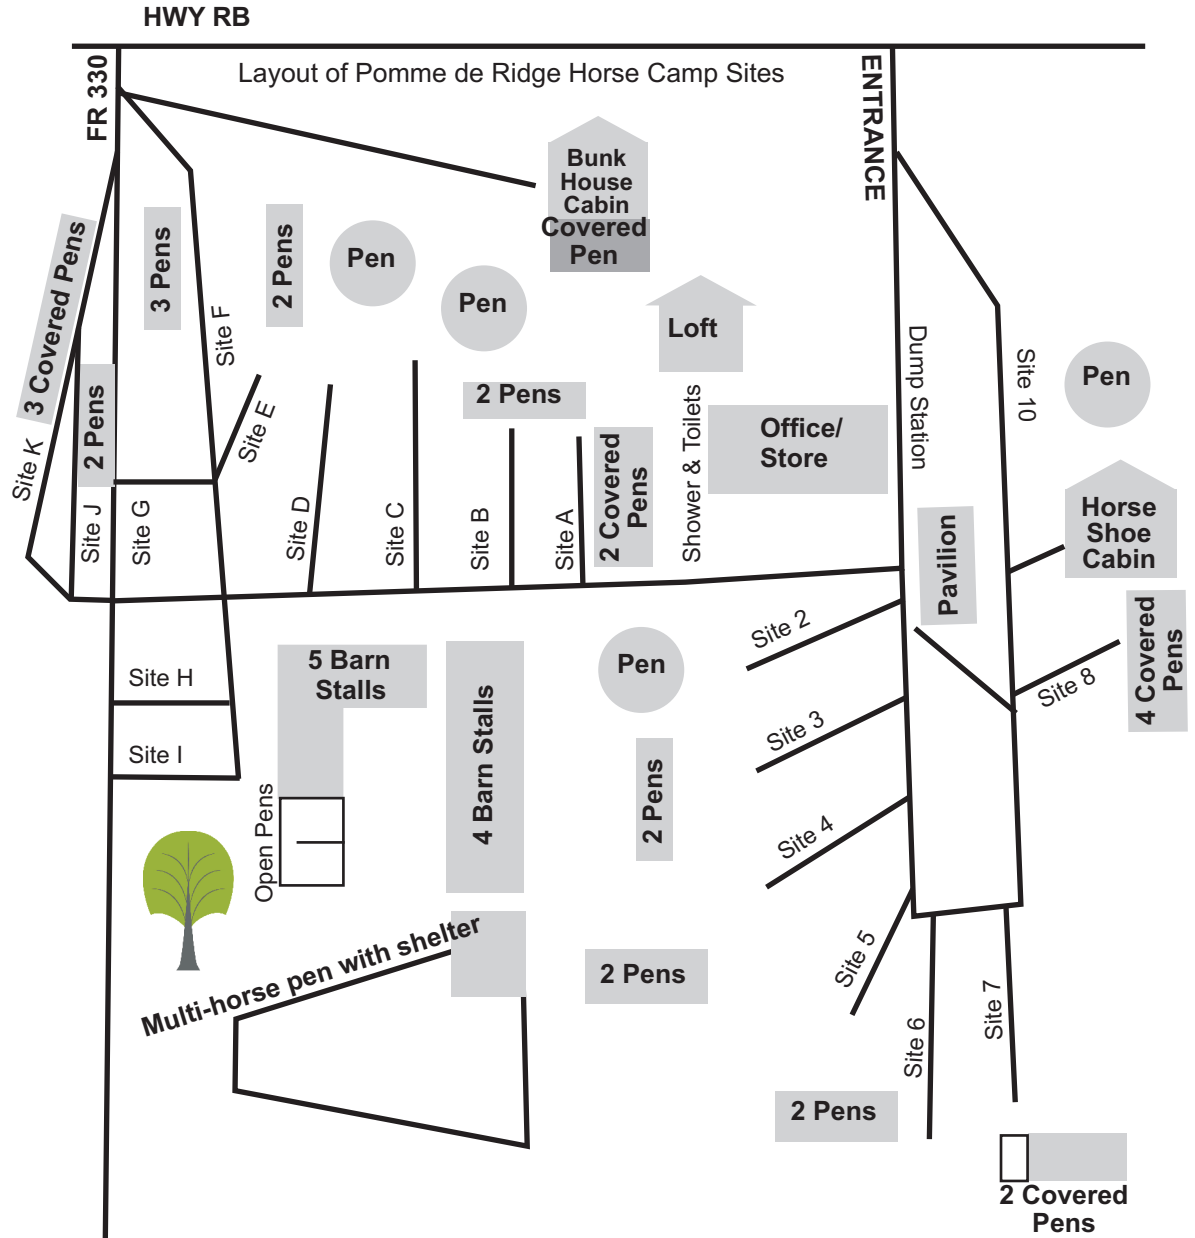 HWY RB
Layout of Pomme de Ridge Horse Camp Sites
FR 330
ENTRANCE
Bunk
House
Cabin
Covered
Pen
3 Covered Pens
3 Pens
2 Pens
Pen
Pen
Loft
Site F
2 Pens
2 Pens
Site E
Site K
Site J
Site G
Site D
Site C
Site B
Site A
2 Covered
Pens
Shower & Toilets
Office/
Store
Dump Station
Site 10
Pen
Horse
Shoe
Cabin
Pavilion
4 Covered
Pens
Site 8
Site 2
Site 3
Site 4
Site 5
Site 6
Site 7
Site H
Site I
5 Barn
Stalls
4 Barn Stalls
Open Pens
Pen
2 Pens
Multi-horse pen with shelter
2 Pens
2 Pens
2 Covered
Pens